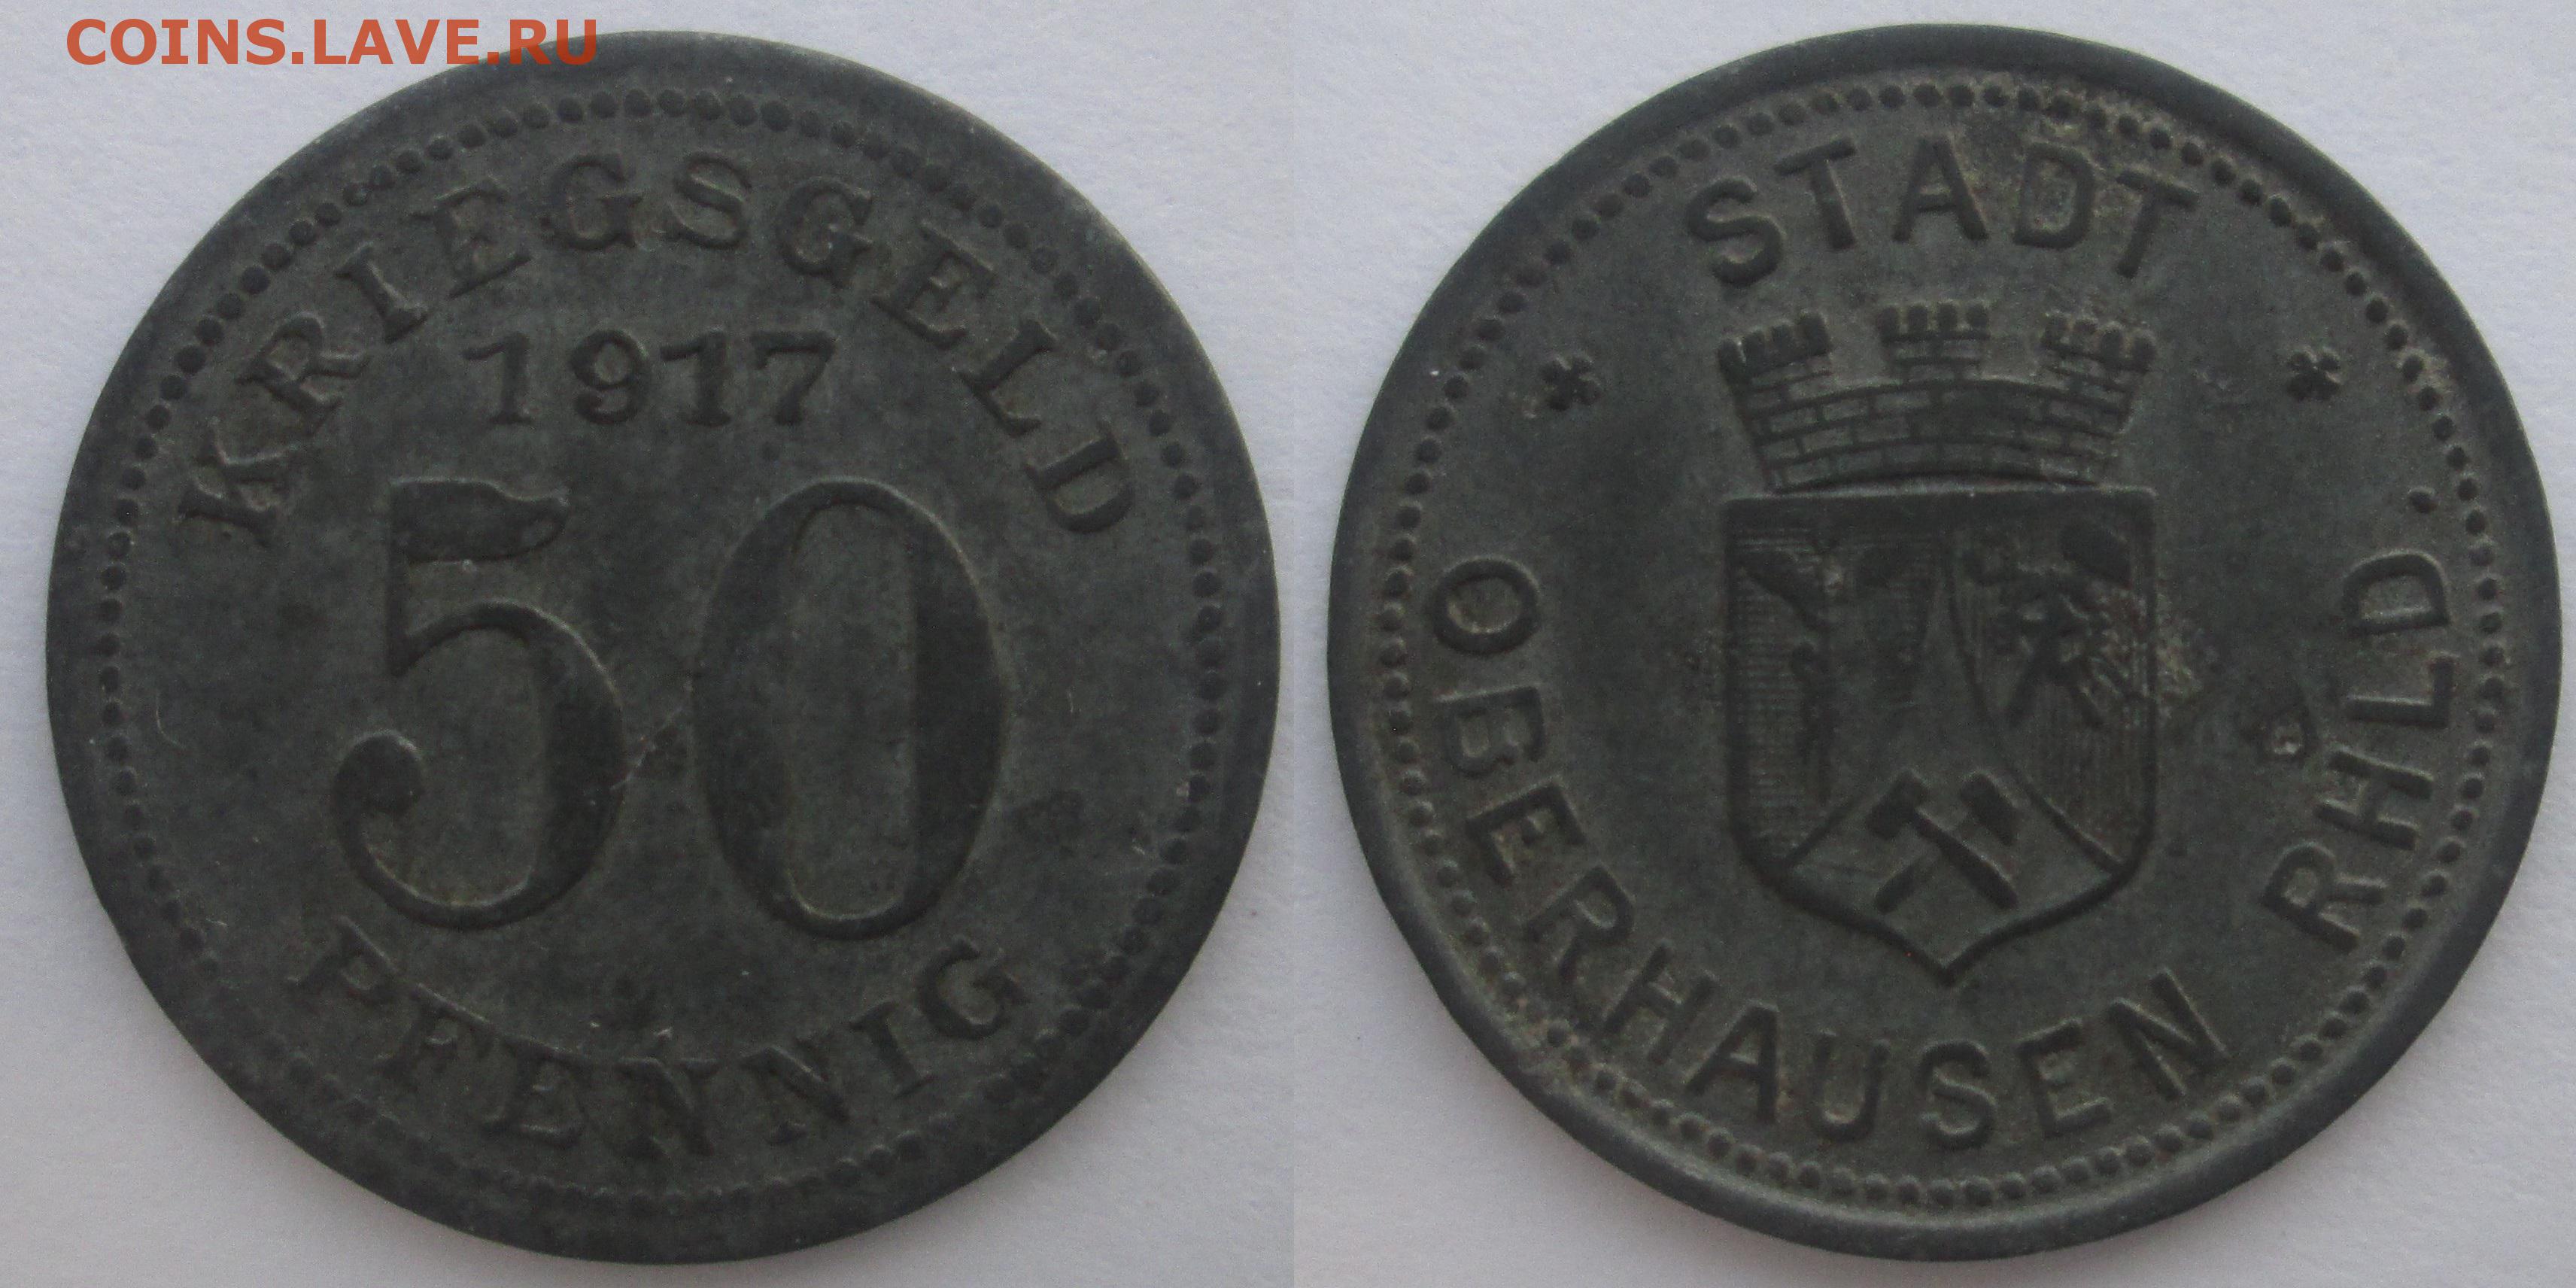 COINS.LAVE.RU
KRIEGSGELD
1917
50
PFENNIG
STADT
OBERHAUSEN RHLD.